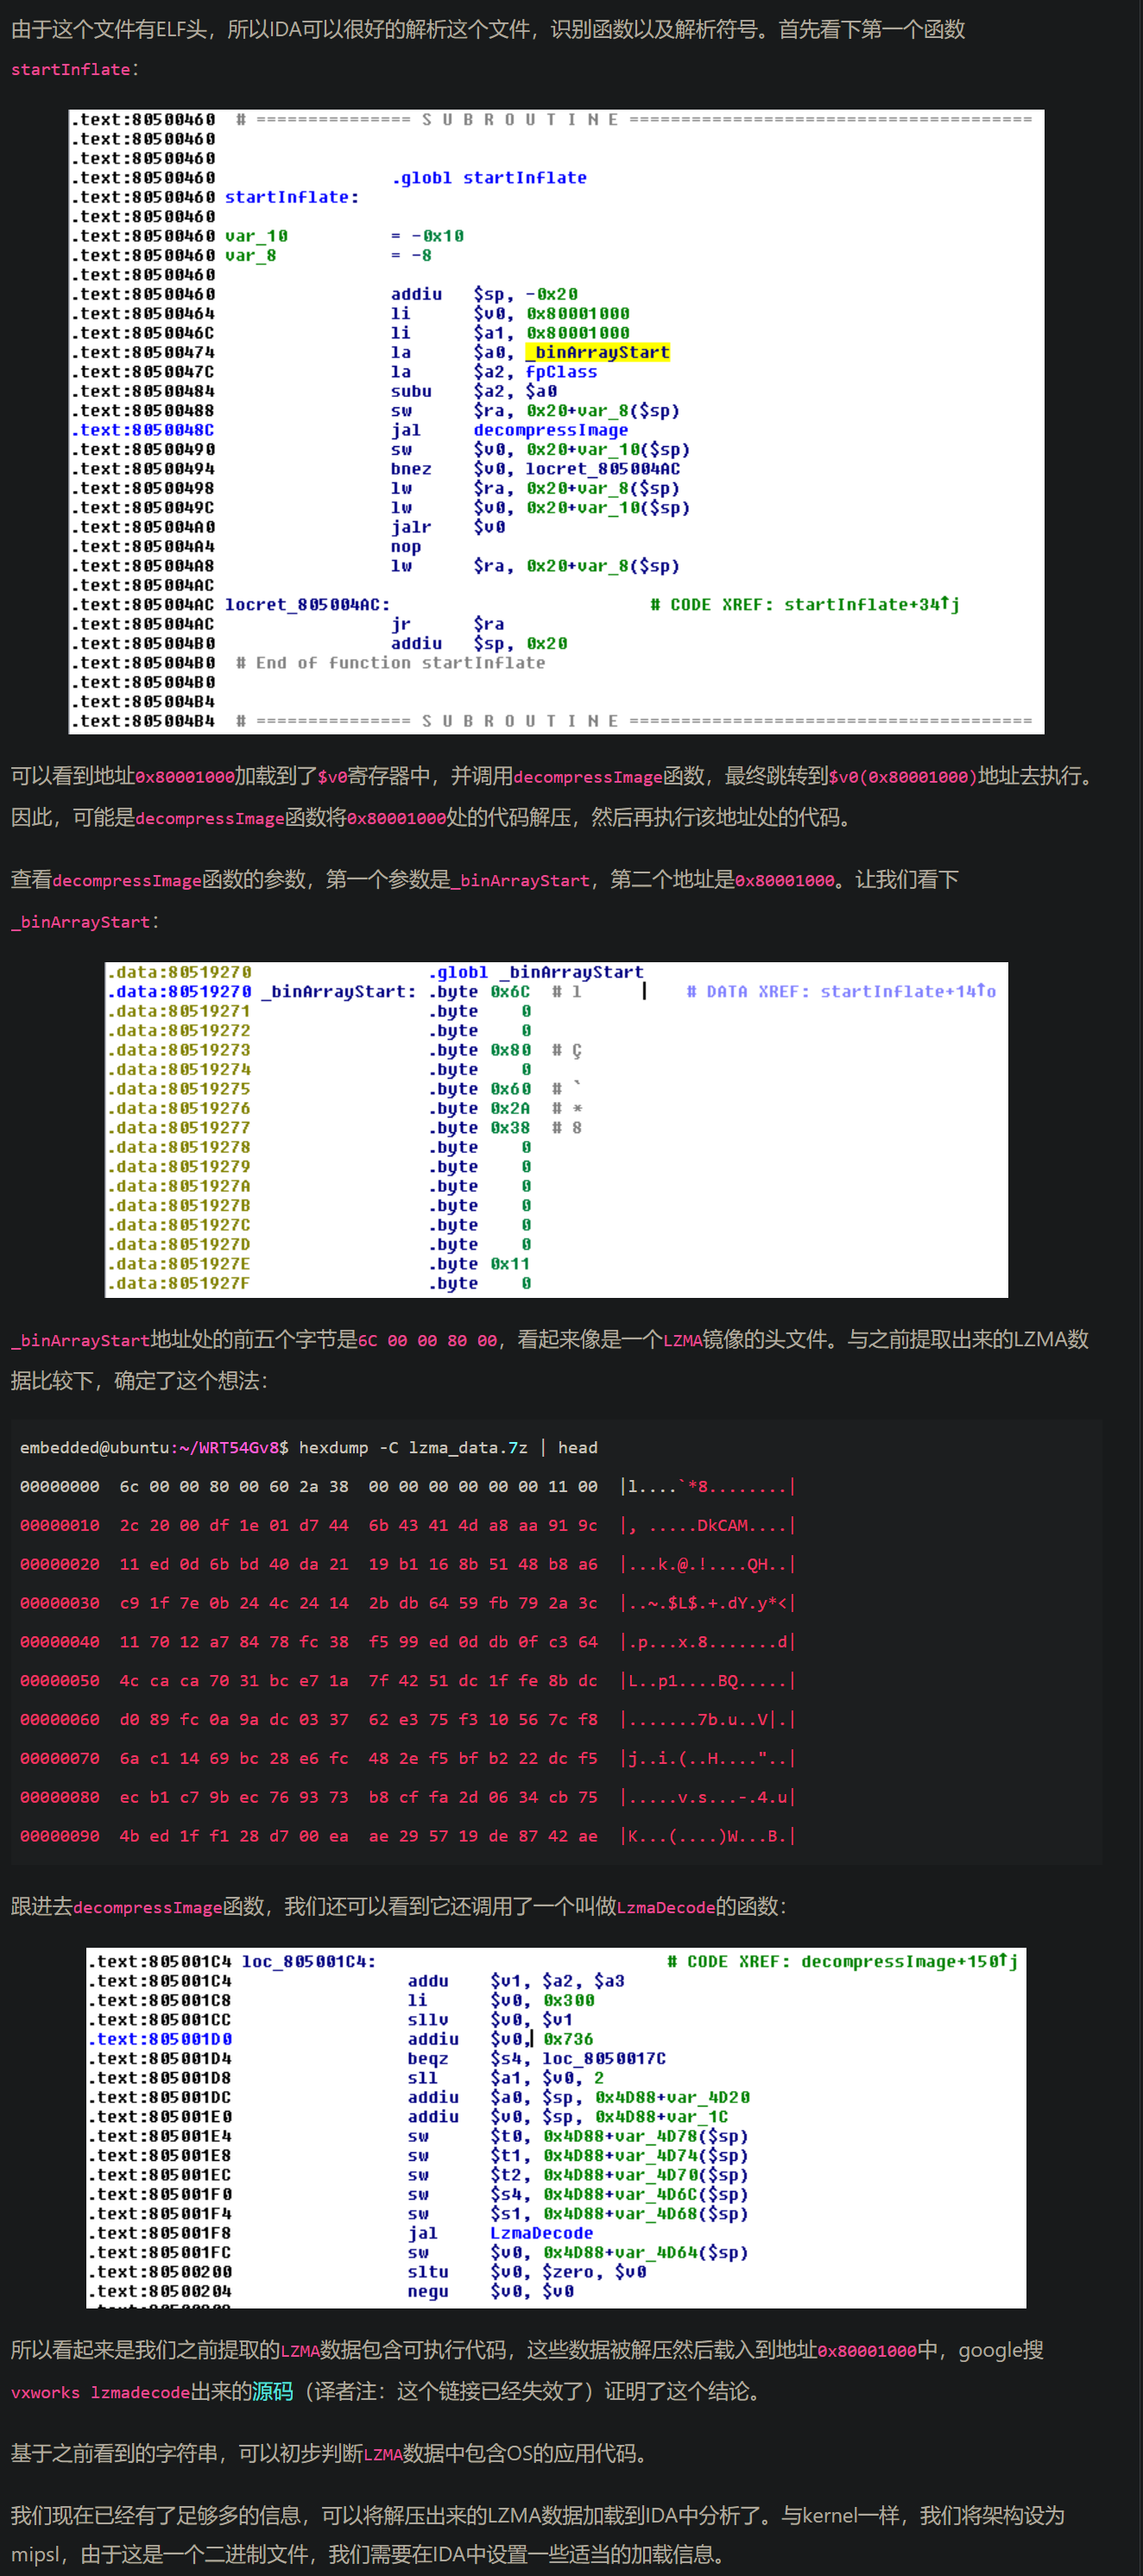 由于这个文件有ELF头，所以IDA可以很好的解析这个文件，识别函数以及解析符号。首先看下第一个函数
startInflate：
.text:80500460 # =============== S U B R O U T I N E =======================================
.text:80500460
.text:80500460
.text:80500460 .globl startInflate
.text:80500460 startInflate:
.text:80500460
.text:80500460 var_10 = -0x10
.text:80500460 var_8 = -8
.text:80500460
.text:80500460 addiu $sp, -0x20
.text:80500464 li $v0, 0x80001000
.text:8050046C li $a1, 0x80001000
.text:80500474 la $a0, _binArrayStart
.text:8050047C la $a2, fpClass
.text:80500484 subu $a2, $a0
.text:80500488 sw $ra, 0x20+var_8($sp)
.text:8050048C jal decompressImage
.text:80500490 sw $v0, 0x20+var_10($sp)
.text:80500494 bnez $v0, locret_805004AC
.text:80500498 lw $ra, 0x20+var_8($sp)
.text:8050049C lw $v0, 0x20+var_10($sp)
.text:805004A0 jalr $v0
.text:805004A4 nop
.text:805004A8 lw $ra, 0x20+var_8($sp)
.text:805004AC
.text:805004AC locret_805004AC: # CODE XREF: startInflate+34↑j
.text:805004AC jr $ra
.text:805004B0 addiu $sp, 0x20
.text:805004B0 # End of function startInflate
.text:805004B0
.text:805004B4
.text:805004B4 # =============== S U B R O U T I N E =======================================
可以看到地址0x80001000加载到了$v0寄存器中，并调用decompressImage函数，最终跳转到$v0(0x80001000)地址去执行。
因此，可能是decompressImage函数将0x80001000处的代码解压，然后再执行该地址处的代码。
查看decompressImage函数的参数，第一个参数是_binArrayStart，第二个地址是0x80001000。让我们看下
_binArrayStart：
.data:80519270 .globl _binArrayStart
.data:80519270 _binArrayStart: .byte 0x6C # l # DATA XREF: startInflate+14↑o
.data:80519271 .byte 0
.data:80519272 .byte 0
.data:80519273 .byte 0x80 # Ç
.data:80519274 .byte 0
.data:80519275 .byte 0x60 # `
.data:80519276 .byte 0x2A # *
.data:80519277 .byte 0x38 # 8
.data:80519278 .byte 0
.data:80519279 .byte 0
.data:8051927A .byte 0
.data:8051927B .byte 0
.data:8051927C .byte 0
.data:8051927D .byte 0
.data:8051927E .byte 0x11
.data:8051927F .byte 0
_binArrayStart地址处的前五个字节是6C 00 00 80 00，看起来像是一个LZMA镜像的头文件。与之前提取出来的LZMA数
据比较下，确定了这个想法：
embedded@ubuntu:~/WRT54Gv8$ hexdump -C lzma_data.7z | head
00000000  6c 00 00 80 00 60 2a 38  00 00 00 00 00 00 11 00  |l....`*8........|
00000010  2c 20 00 df 1e 01 d7 44  6b 43 41 4d a8 aa 91 9c  |, .....DkCAM....|
00000020  11 ed 0d 6b bd 40 da 21  19 b1 16 8b 51 48 b8 a6  |...k.@.!....QH..|
00000030  c9 1f 7e 0b 24 4c 24 14  2b db 64 59 fb 79 2a 3c  |..~.$L$.+.dY.y*<|
00000040  11 70 12 a7 84 78 fc 38  f5 99 ed 0d db 0f c3 64  |.p...x.8.......d|
00000050  4c ca ca 70 31 bc e7 1a  7f 42 51 dc 1f fe 8b dc  |L..p1....BQ.....|
00000060  d0 89 fc 0a 9a dc 03 37  62 e3 75 f3 10 56 7c f8  |.......7b.u..V|.|
00000070  6a c1 14 69 bc 28 e6 fc  48 2e f5 bf b2 22 dc f5  |j..i.(..H...."..|
00000080  ec b1 c7 9b ec 76 93 73  b8 cf fa 2d 06 34 cb 75  |.....v.s...-.4.u|
00000090  4b ed 1f f1 28 d7 00 ea  ae 29 57 19 de 87 42 ae  |K...(....)W...B.|
跟进去decompressImage函数，我们还可以看到它还调用了一个叫做LzmaDecode的函数：
.text:805001C4 loc_805001C4: # CODE XREF: decompressImage+150↑j
.text:805001C4 addu $v1, $a2, $a3
.text:805001C8 li $v0, 0x300
.text:805001CC sllv $v0, $v1
.text:805001D0 addiu $v0, 0x736
.text:805001D4 beqz $s4, loc_8050017C
.text:805001D8 sll $a1, $v0, 2
.text:805001DC addiu $a0, $sp, 0x4D88+var_4D20
.text:805001E0 addiu $v0, $sp, 0x4D88+var_1C
.text:805001E4 sw $t0, 0x4D88+var_4D78($sp)
.text:805001E8 sw $t1, 0x4D88+var_4D74($sp)
.text:805001EC sw $t2, 0x4D88+var_4D70($sp)
.text:805001F0 sw $s4, 0x4D88+var_4D6C($sp)
.text:805001F4 sw $s1, 0x4D88+var_4D68($sp)
.text:805001F8 jal LzmaDecode
.text:805001FC sw $v0, 0x4D88+var_4D64($sp)
.text:80500200 sltu $v0, $zero, $v0
.text:80500204 negu $v0, $v0
所以看起来是我们之前提取的LZMA数据包含可执行代码，这些数据被解压然后载入到地址0x80001000中，google搜
vxworks lzmadecode出来的源码（译者注：这个链接已经失效了）证明了这个结论。
基于之前看到的字符串，可以初步判断LZMA数据中包含OS的应用代码。
我们现在已经有了足够多的信息，可以将解压出来的LZMA数据加载到IDA中分析了。与kernel一样，我们将架构设为
mipsl，由于这是一个二进制文件，我们需要在IDA中设置一些适当的加载信息。